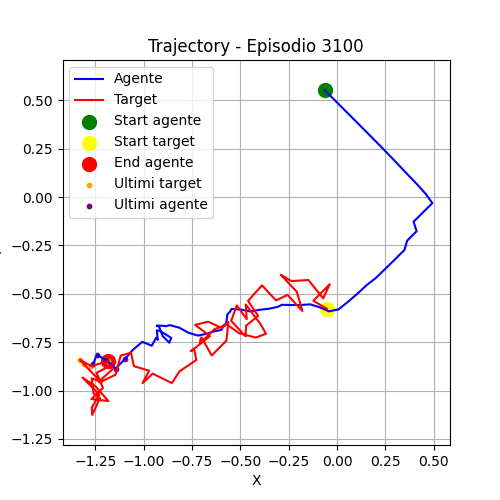 Trajectory - Episodio 3100
Agente
Target
Start agente
Start target
End agente
Ultimi target
Ultimi agente
0.50
0.25
0.00
−0.25
−0.50
−0.75
−1.00
−1.25
−1.25 −1.00 −0.75 −0.50 −0.25 0.00 0.25 0.50
X